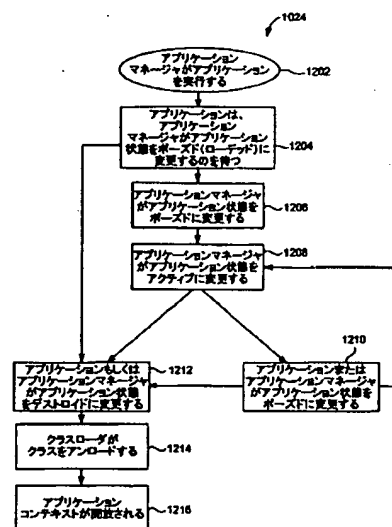 1024
アプリケーション
マネージャがアプリケーション
を実行する
1202
アプリケーションは、
アプリケーション
マネージャがアプリケーション
状態をポーズド(ローデッド)に
変更するのを待つ
1204
アプリケーションマネージャ
がアプリケーション状態を
ポーズドに変更する
1206
アプリケーションマネージャ
がアプリケーション状態を
アクティブに変更する
1208
アプリケーションもしくは
アプリケーションマネージャ
がアプリケーション状態
をデストロイドに変更する
1212
アプリケーションまたは
アプリケーションマネージャ
がアプリケーション状態を
ポーズドに変更する
1210
クラスローダが
クラスをアンロードする
1214
アプリケーション
コンテキストが開放される
1216